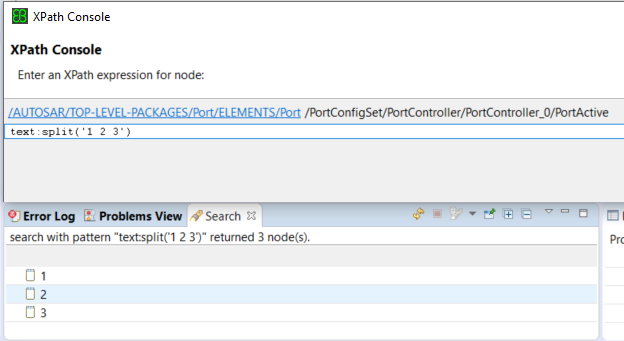 XPath Console
XPath Console
Enter an XPath expression for node:
/AUTOSAR/TOP-LEVEL-PACKAGES/Port/ELEMENTS/Port /PortConfigSet/PortController/PortController_0/PortActive
text:split('1 2 3')
Error Log Problems View Search
search with pattern "text:split('1 2 3')" returned 3 node(s).
Pro
1
2
3